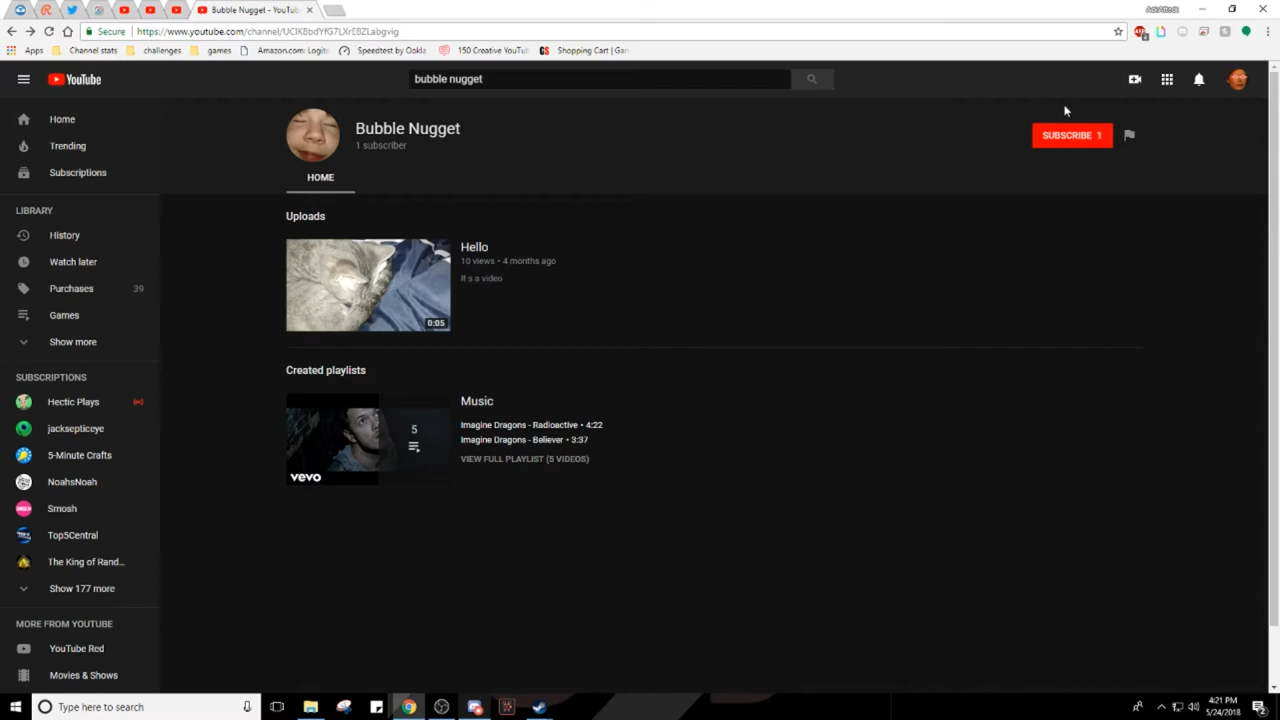 Bubble Nugget - YouTub
Secure | https://www.youtube.com/channel/
Apps Channel stats challenges games Amazon.com: Logite Speedtest by Ookla 150 Creative YouTu Shopping Cart | Gam
YouTube
bubble nugget
Home
Trending
Subscriptions
LIBRARY
History
Watch later
Purchases 39
Games
Show more
SUBSCRIPTIONS
Hectic Plays
jacksepticeye
5-Minute Crafts
NoahsNoah
Smosh
Top5Central
The King of Rand...
Show 177 more
MORE FROM YOUTUBE
YouTube Red
Movies & Shows
Bubble Nugget
1 subscriber
SUBSCRIBE 1
HOME
Uploads
Hello
10 views • 4 months ago
It s a video
0:05
Created playlists
5
vevo
Music
Imagine Dragons - Radioactive • 4:22
Imagine Dragons - Believer • 3:37
VIEW FULL PLAYLIST (5 VIDEOS)
Type here to search
4:21 PM
5/24/2018
2